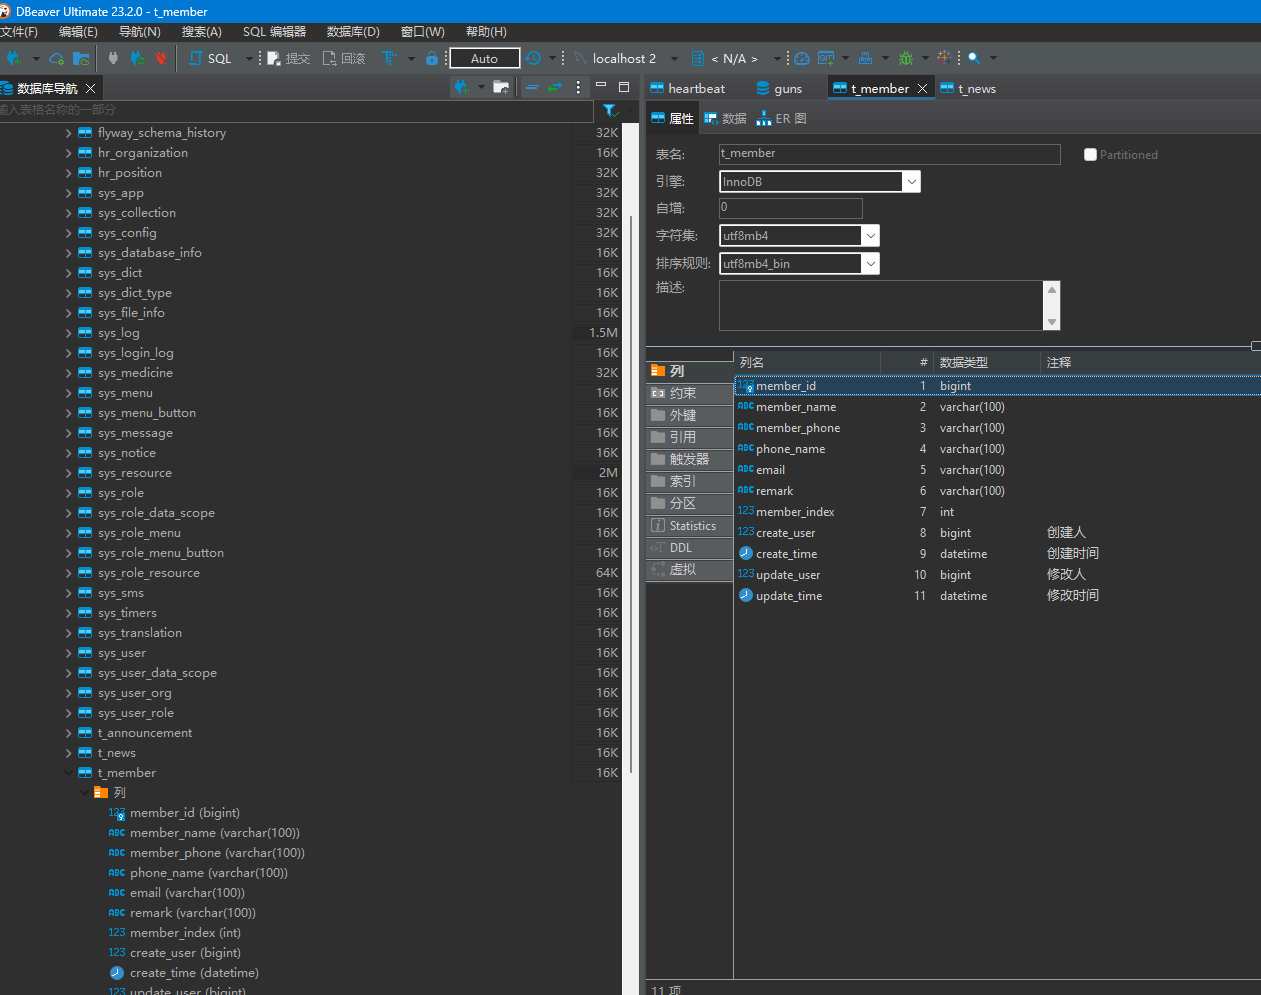 DBeaver Ultimate 23.2.0 - t_member
文件(F) 编辑(E) 导航(N) 搜索(A) SQL 编辑器 数据库(D) 窗口(W) 帮助(H)
SQL 提交 回滚 Auto localhost 2 < N/A >
数据库导航
输入表格名称的一部分
flyway_schema_history 32K
hr_organization 16K
hr_position 16K
sys_app 32K
sys_collection 32K
sys_config 32K
sys_database_info 16K
sys_dict 16K
sys_dict_type 16K
sys_file_info 16K
sys_log 1.5M
sys_login_log 16K
sys_medicine 32K
sys_menu 16K
sys_menu_button 16K
sys_message 16K
sys_notice 16K
sys_resource 2M
sys_role 16K
sys_role_data_scope 16K
sys_role_menu 16K
sys_role_menu_button 16K
sys_role_resource 64K
sys_sms 16K
sys_timers 16K
sys_translation 16K
sys_user 16K
sys_user_data_scope 16K
sys_user_org 16K
sys_user_role 16K
t_announcement 16K
t_news 16K
t_member 16K
列
member_id (bigint)
member_name (varchar(100))
member_phone (varchar(100))
phone_name (varchar(100))
email (varchar(100))
remark (varchar(100))
member_index (int)
create_user (bigint)
create_time (datetime)
update_user (bigint)
heartbeat guns t_member t_news
属性 数据 ER 图
表名: t_member Partitioned
引擎: InnoDB
自增: 0
字符集: utf8mb4
排序规则: utf8mb4_bin
描述:
列
约束
外键
引用
触发器
索引
分区
Statistics
DDL
虚拟
列名 # 数据类型 注释
member_id 1 bigint
member_name 2 varchar(100)
member_phone 3 varchar(100)
phone_name 4 varchar(100)
email 5 varchar(100)
remark 6 varchar(100)
member_index 7 int
create_user 8 bigint 创建人
create_time 9 datetime 创建时间
update_user 10 bigint 修改人
update_time 11 datetime 修改时间
11 项